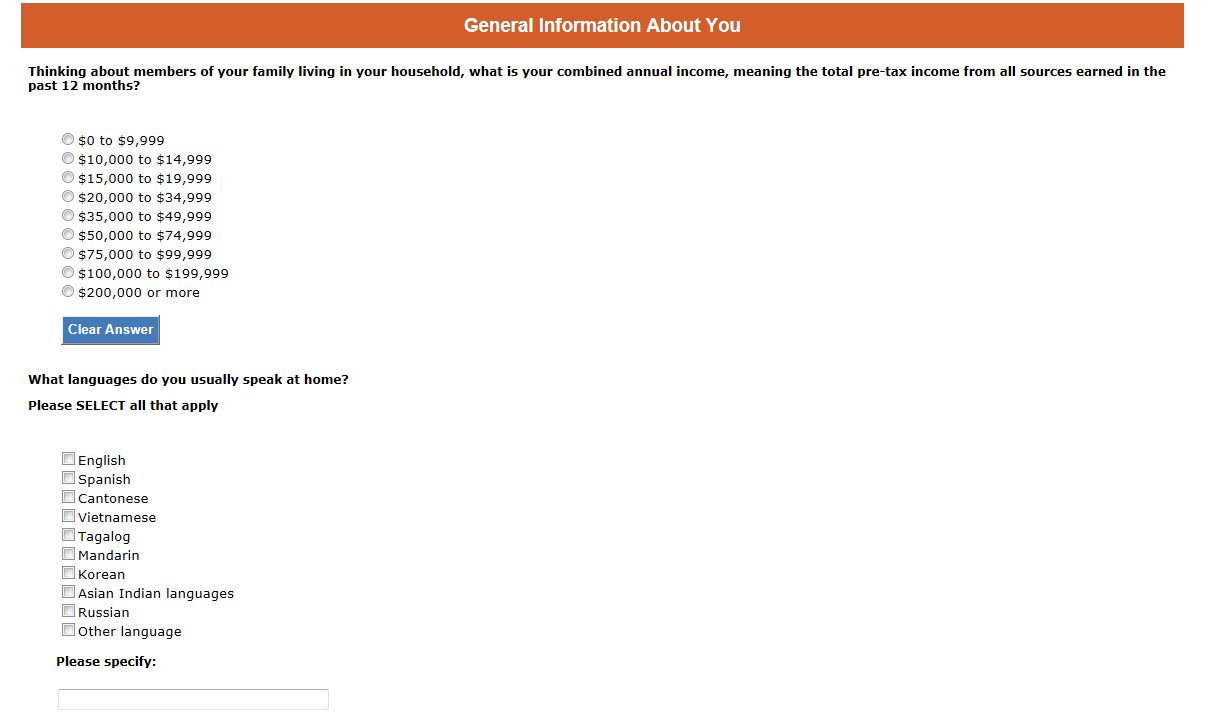 General Information About You
Thinking about members of your family living in your household, what is your combined annual income, meaning the total pre-tax income from all sources earned in the
past 12 months?
$0 to $9,999
$10,000 to $14,999
$15,000 to $19,999
$20,000 to $34,999
$35,000 to $49,999
$50,000 to $74,999
$75,000 to $99,999
$100,000 to $199,999
$200,000 or more
Clear Answer
What languages do you usually speak at home?
Please SELECT all that apply
English
Spanish
Cantonese
Vietnamese
Tagalog
Mandarin
Korean
Asian Indian languages
Russian
Other language
Please specify: